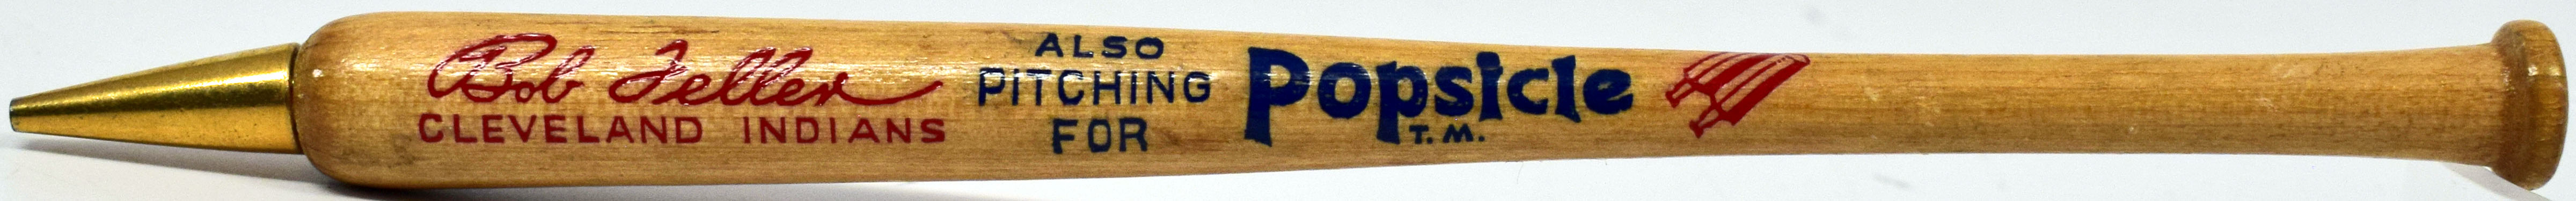 Bob Feller
CLEVELAND INDIANS
ALSO
PITCHING
FOR
Popsicle
T.M.